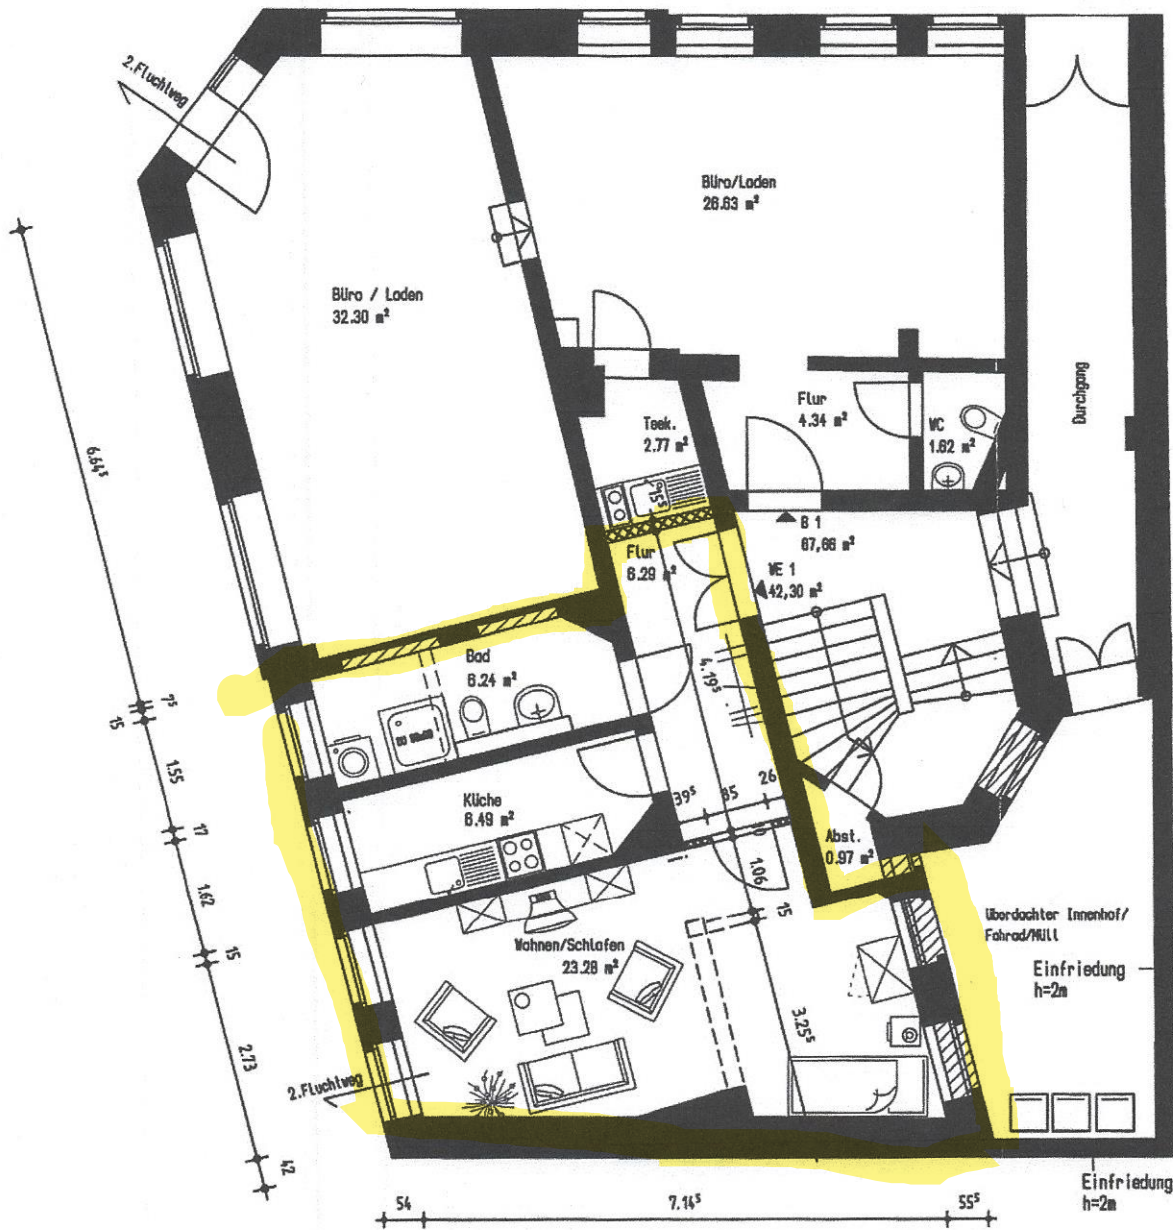 2.Fluchtweg
Büro/Laden
26.63 m²
Büro / Laden
32.30 m²
Durchgang
Flur
4.34 m²
WC
1.62 m²
Teek.
2.77 m²
6.64⁵
15⁵
B 1
67,66 m²
Flur
6.29 m²
WE 1
42,30 m²
Bad
6.24 m²
4.19⁵
7⁵
15
1.55
17
Küche
6.49 m²
39⁵
85
26
10
Abst.
0.97 m²
1.06
15
1.62
15
Wohnen/Schlafen
23.28 m²
überdachter Innenhof/
Fahrad/Müll
Einfriedung
h=2m
3.25⁵
2.73
2.Fluchtweg
42
Einfriedung
h=2m
54
7.14⁵
55⁵